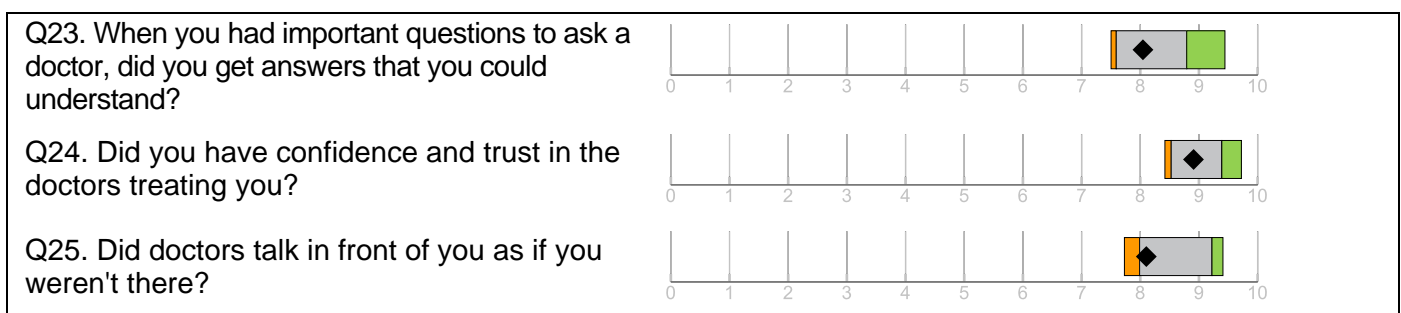 Q23. When you had important questions to ask a
doctor, did you get answers that you could
understand?
0 1 2 3 4 5 6 7 8 9 10
Q24. Did you have confidence and trust in the
doctors treating you?
0 1 2 3 4 5 6 7 8 9 10
Q25. Did doctors talk in front of you as if you
weren't there?
0 1 2 3 4 5 6 7 8 9 10